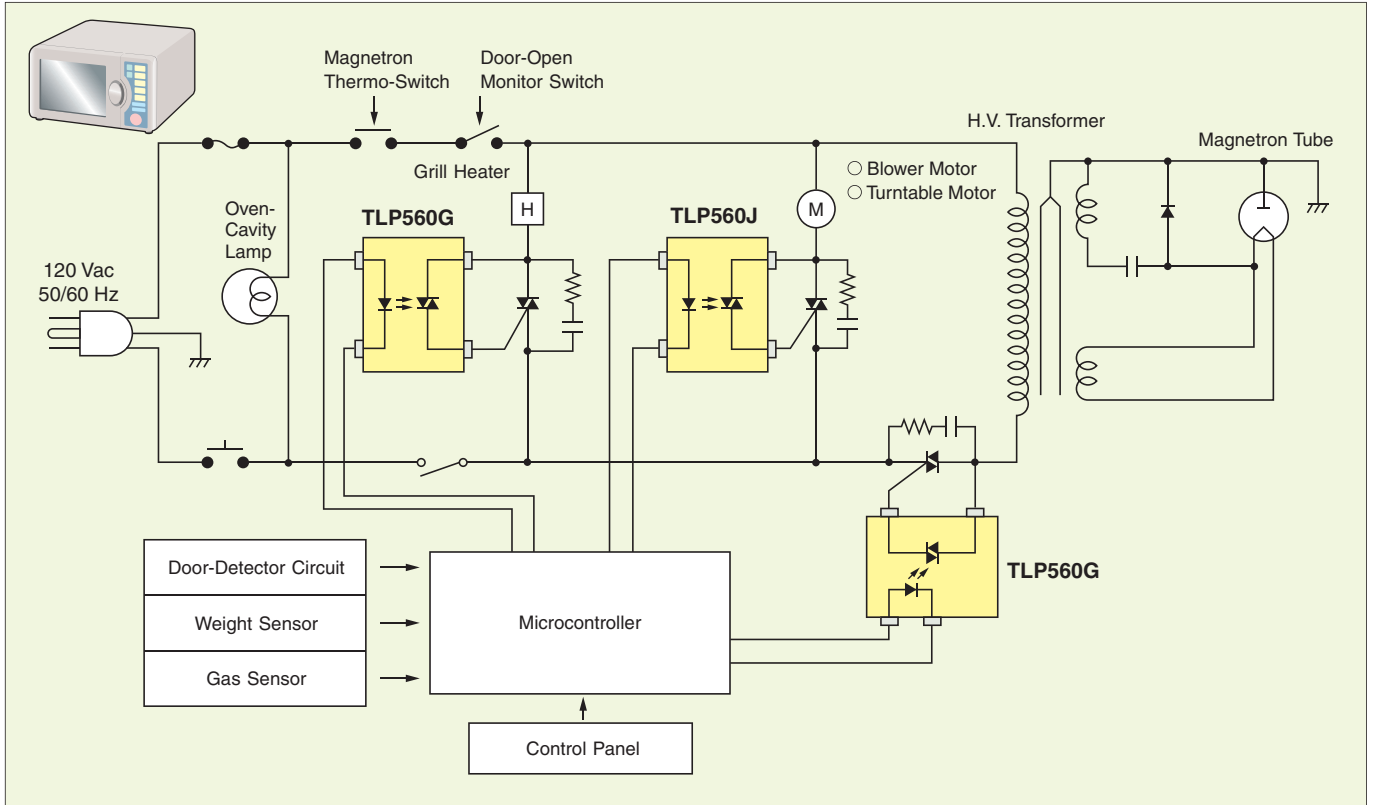 Magnetron
Thermo-Switch
Door-Open
Monitor Switch
H.V. Transformer
Magnetron Tube
Grill Heater
Blower Motor
Turntable Motor
Oven-
Cavity
Lamp
TLP560G
H
TLP560J
M
120 Vac
50/60 Hz
TLP560G
Door-Detector Circuit
Weight Sensor
Gas Sensor
Microcontroller
Control Panel